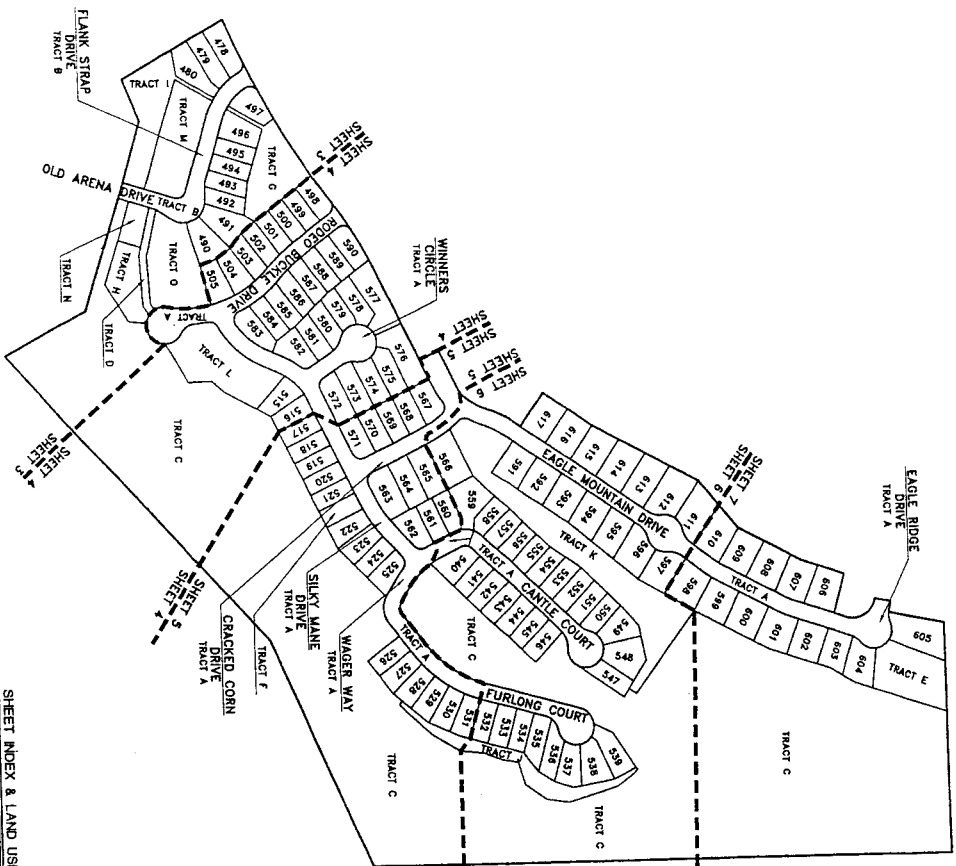 FLANK STRAP
DRIVE
TRACT B
478
479
480
TRACT I
TRACT M
497
496
495
494
493
492
491
490
TRACT G
SHEET 3
SHEET 4
OLD ARENA DRIVE TRACT B
TRACT N
TRACT H
TRACT D
TRACT O
TRACT A
498
499
500
501
502
503
504
505
RODEO BUCKLE DRIVE
590
589
588
587
586
585
584
583
582
581
580
579
578
577
576
575
574
573
572
WINNERS
CIRCLE
TRACT A
SHEET 4
SHEET 5
SHEET 5
SHEET 6
567
568
569
570
571
TRACT L
TRACT C
515
516
517
518
519
520
521
522
523
524
525
SHEET 3
SHEET 4
SHEET 5
SHEET 4
563
564
565
566
562
561
560
559
558
557
556
555
554
553
552
551
550
549
548
547
546
545
544
543
542
541
540
TRACT A CANTLE COURT
TRACT K
TRACT C
617
616
615
614
613
612
611
610
609
608
607
606
605
604
603
602
601
600
599
598
597
596
595
594
593
592
591
EAGLE MOUNTAIN DRIVE
TRACT A
SHEET 7
SHEET 6
EAGLE RIDGE
DRIVE
TRACT A
TRACT E
TRACT C
FURLONG COURT
TRACT A
526
527
528
529
530
531
532
533
534
535
536
537
538
539
TRACT
TRACT C
TRACT C
WAGER WAY
TRACT A
SILKY MANE
DRIVE
TRACT A
TRACT F
CRACKED CORN
DRIVE
TRACT A
SHEET INDEX & LAND US